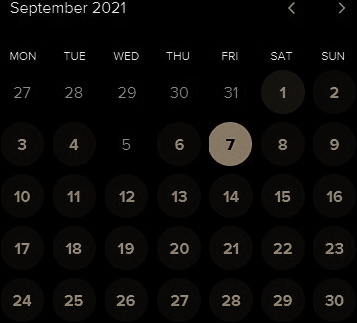 September 2021 < >
MON TUE WED THU FRI SAT SUN
27 28 29 30 31 1 2
3 4 5 6 7 8 9
10 11 12 13 14 15 16
17 18 19 20 21 22 23
24 25 26 27 28 29 30